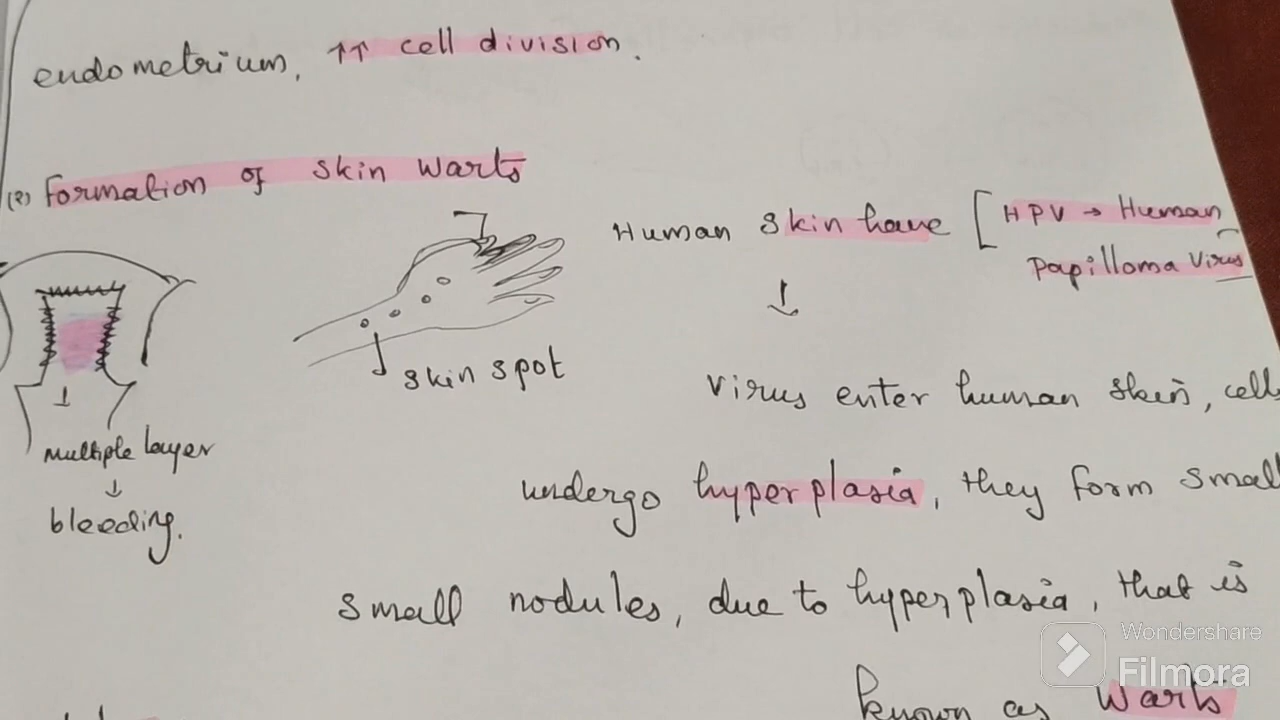 endometrium, ↑↑ cell division.
(2) Formation of skin warts
Human skin have [HPV → Human
Papilloma Virus
↓
skin spot
Virus enter human skin, cells
multiple layer
↓
bleeding.
undergo hyperplasia, they form small
small nodules, due to hyperplasia, that is
known as warts
Wondershare
Filmora